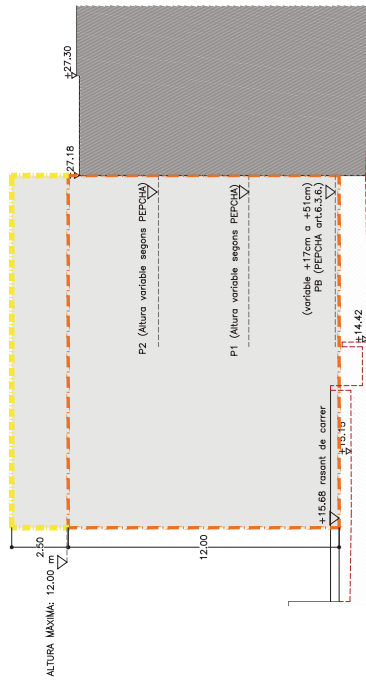 +27.30
+27.18
P2 (Altura variable segons PEPCHA)
P1 (Altura variable segons PEPCHA)
(variable +17cm a +51cm)
PB (PEPCHA art.6.3.6.)
+14.42
+15.15
+15.68 rasant de carrer
2.50
12.00
ALTURA MÀXIMA: 12.00 m